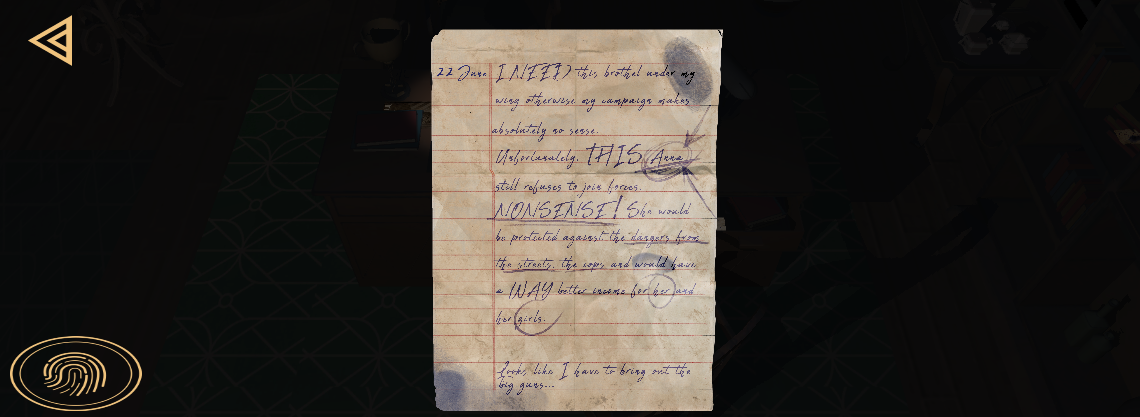 22 June
I NEED this brothel under my
wing otherwise my campaign makes
absolutely no sense.
Unfortunately, THIS Anna
still refuses to join forces.
NONSENSE! She would
be protected against the dangers from
the streets, the cops and would have
a WAY better income for her and
her girls.
Looks like I have to bring out the
big guns...